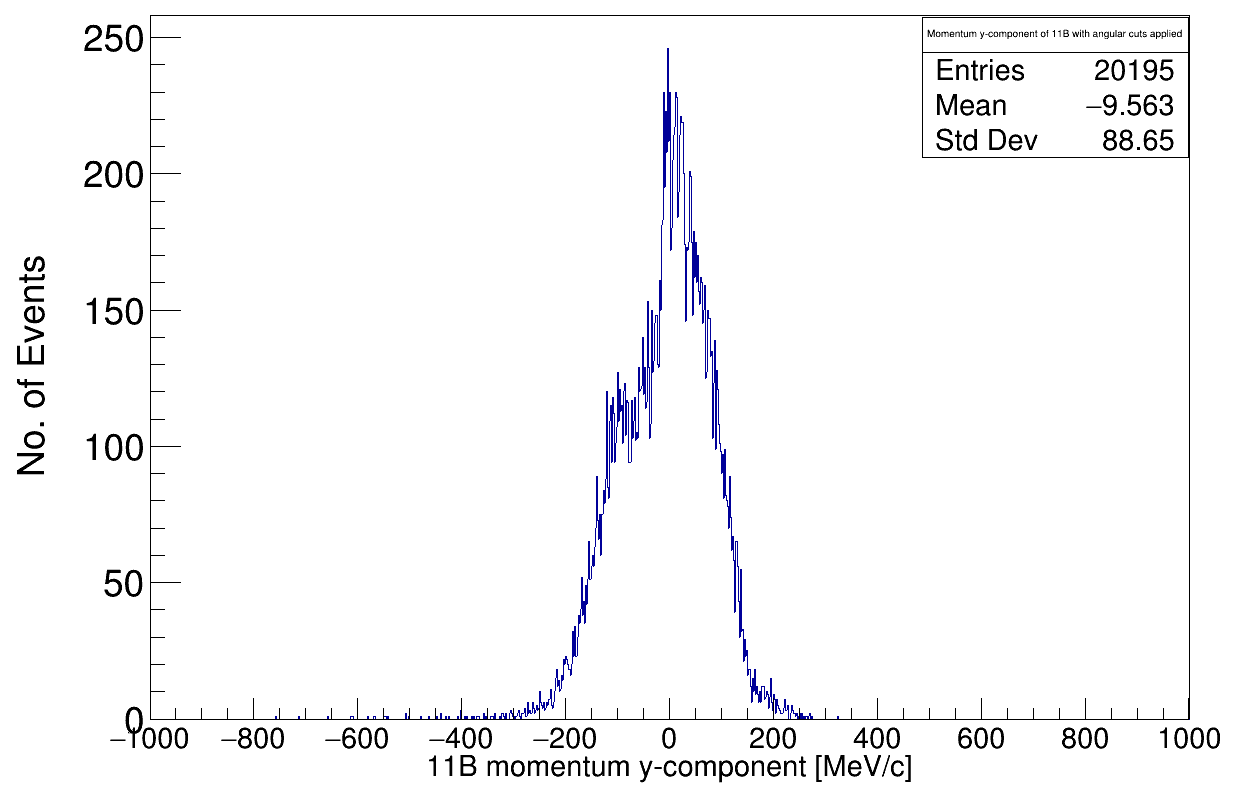 Momentum y-component of 11B with angular cuts applied
Entries 20195
Mean −9.563
Std Dev 88.65
No. of Events
250
200
150
100
50
0
−1000 −800 −600 −400 −200 0 200 400 600 800 1000
11B momentum y-component [MeV/c]